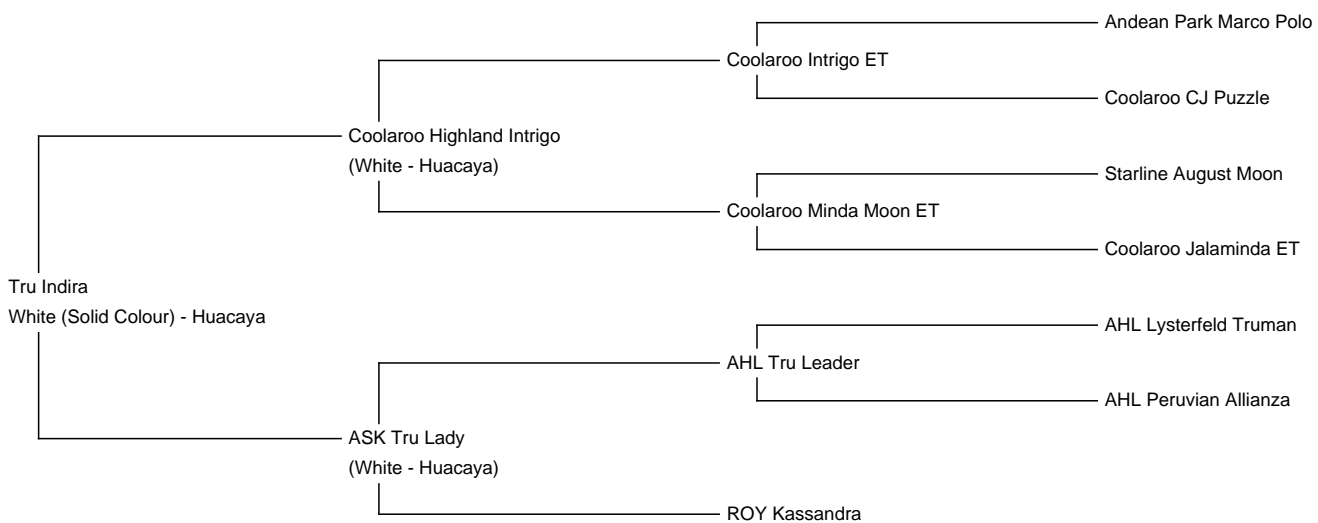 Andean Park Marco Polo
Coolaroo Intrigo ET
Coolaroo CJ Puzzle
Coolaroo Highland Intrigo
(White - Huacaya)
Starline August Moon
Coolaroo Minda Moon ET
Coolaroo Jalaminda ET
Tru Indira
White (Solid Colour) - Huacaya
AHL Lysterfeld Truman
AHL Tru Leader
AHL Peruvian Allianza
ASK Tru Lady
(White - Huacaya)
ROY Kassandra